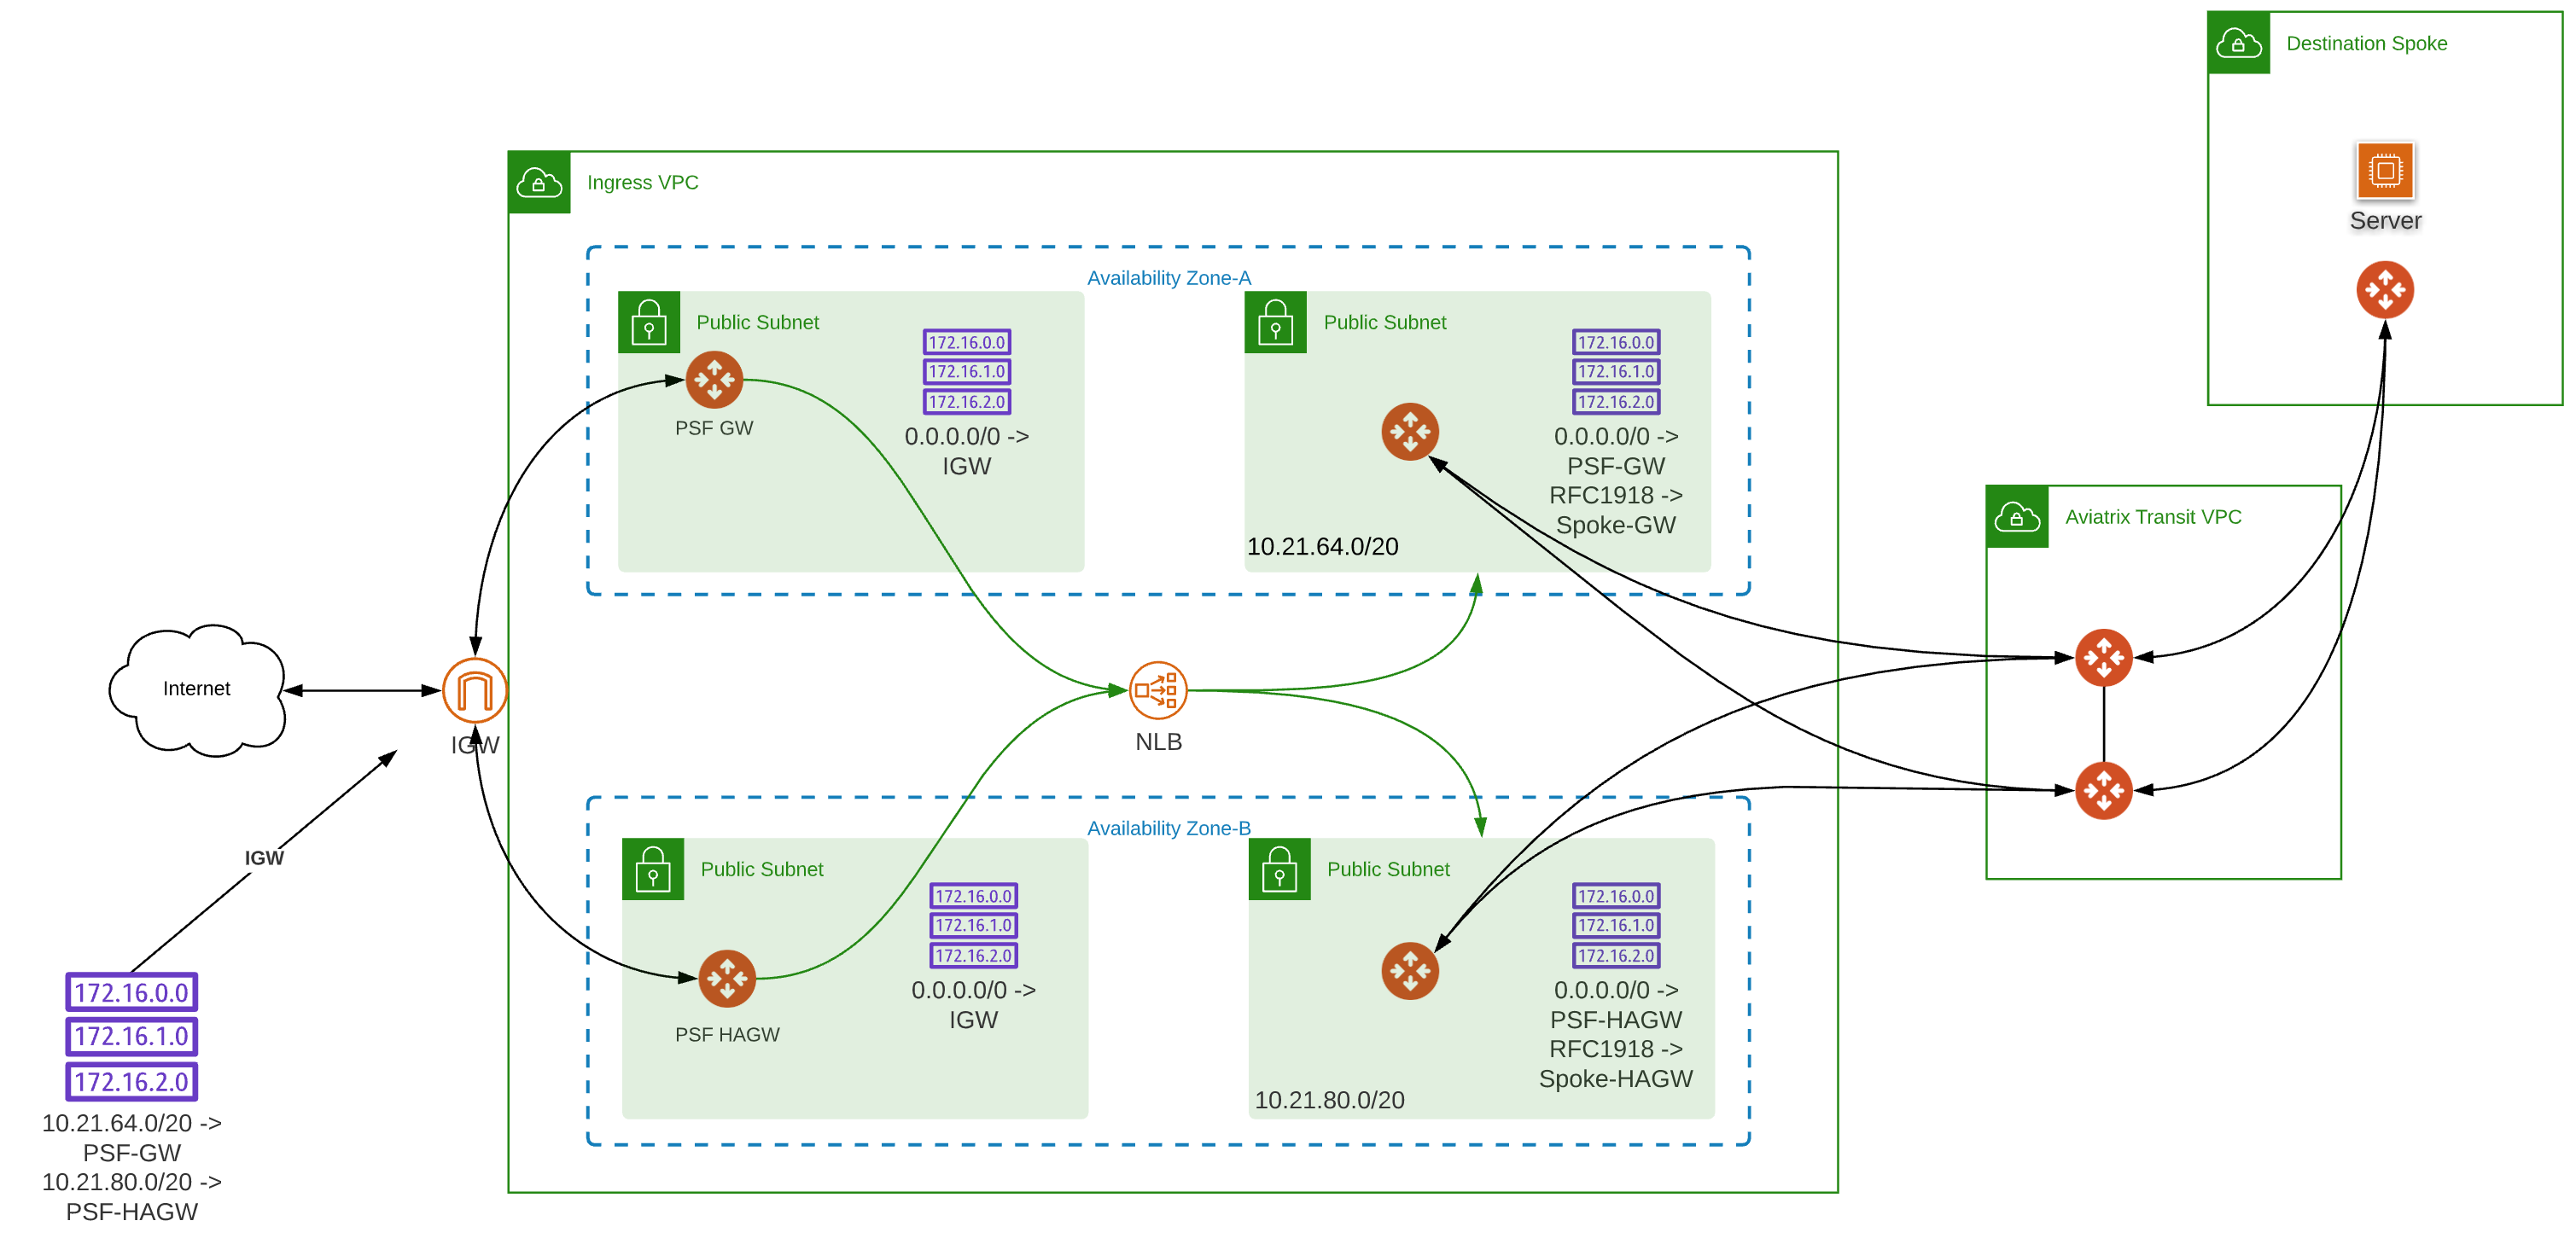 Destination Spoke
Server
Ingress VPC
Availability Zone-A
Public Subnet
172.16.0.0
172.16.1.0
172.16.2.0
PSF GW
0.0.0.0/0 ->
IGW
Public Subnet
172.16.0.0
172.16.1.0
172.16.2.0
0.0.0.0/0 ->
PSF-GW
RFC1918 ->
Spoke-GW
10.21.64.0/20
Aviatrix Transit VPC
Internet
IGW
NLB
IGW
Availability Zone-B
Public Subnet
172.16.0.0
172.16.1.0
172.16.2.0
0.0.0.0/0 ->
IGW
PSF HAGW
Public Subnet
172.16.0.0
172.16.1.0
172.16.2.0
0.0.0.0/0 ->
PSF-HAGW
RFC1918 ->
Spoke-HAGW
10.21.80.0/20
172.16.0.0
172.16.1.0
172.16.2.0
10.21.64.0/20 ->
PSF-GW
10.21.80.0/20 ->
PSF-HAGW